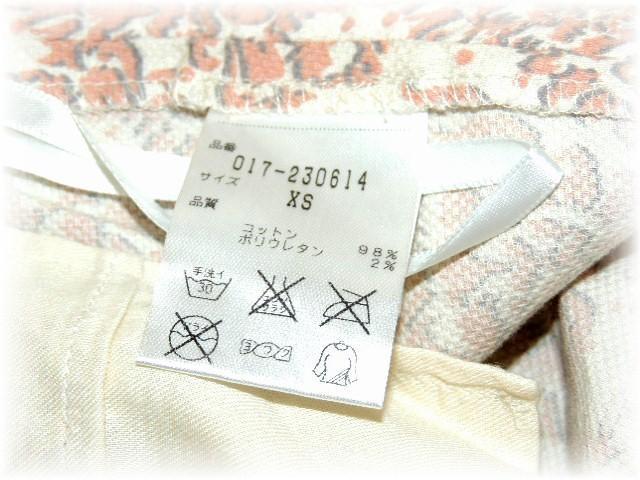 品番
017-230614
サイズ XS
品質
コットン 98%
ポリウレタン 2%
手洗イ
30